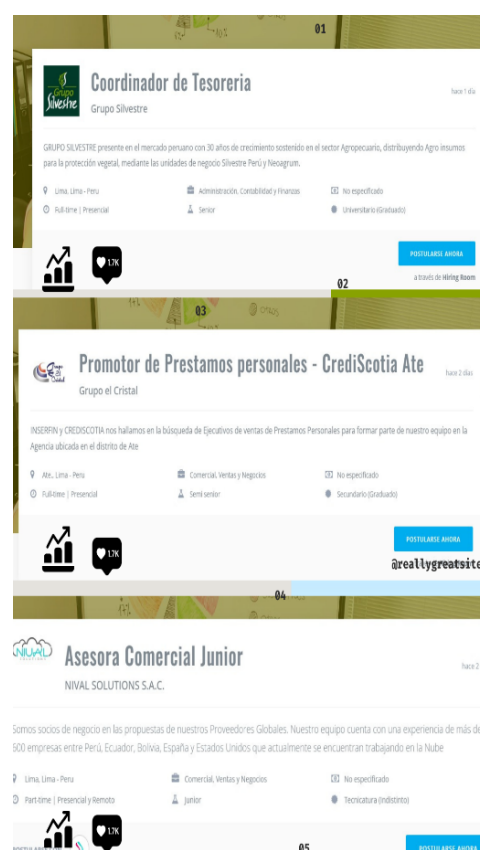 01
Grupo
Silvestre
Coordinador de Tesoreria
hace 1 día
Grupo Silvestre
GRUPO SILVESTRE presente en el mercado peruano con 30 años de crecimiento sostenido en el sector Agropecuario, distribuyendo Agro insumos
para la protección vegetal, mediante las unidades de negocio Silvestre Perú y Neoagrum.
Lima, Lima - Peru
Administración, Contabilidad y Finanzas
No especificado
Full-time | Presencial
Senior
Universitario (Graduado)
1.7K
POSTULARSE AHORA
a través de Hiring Room
02
03
Promotor de Prestamos personales - CrediScotia Ate
hace 2 días
Grupo el Cristal
INSERFIN y CREDISCOTIA nos hallamos en la búsqueda de Ejecutivos de ventas de Prestamos Personales para formar parte de nuestro equipo en la
Agencia ubicada en el distrito de Ate
Ate., Lima - Peru
Comercial, Ventas y Negocios
No especificado
Full-time | Presencial
Semi senior
Secundario (Graduado)
1.7K
POSTULARSE AHORA
@reallygreatsite
04
NIVAL
Asesora Comercial Junior
hace 2
NIVAL SOLUTIONS S.A.C.
Somos socios de negocio en las propuestas de nuestros Proveedores Globales. Nuestro equipo cuenta con una experiencia de más de
500 empresas entre Perú, Ecuador, Bolivia, España y Estados Unidos que actualmente se encuentran trabajando en la Nube
Lima, Lima - Peru
Comercial, Ventas y Negocios
No especificado
Part-time | Presencial y Remoto
Junior
Tecnicatura (Indistinto)
1.7K
05
POSTULARSE AHORA